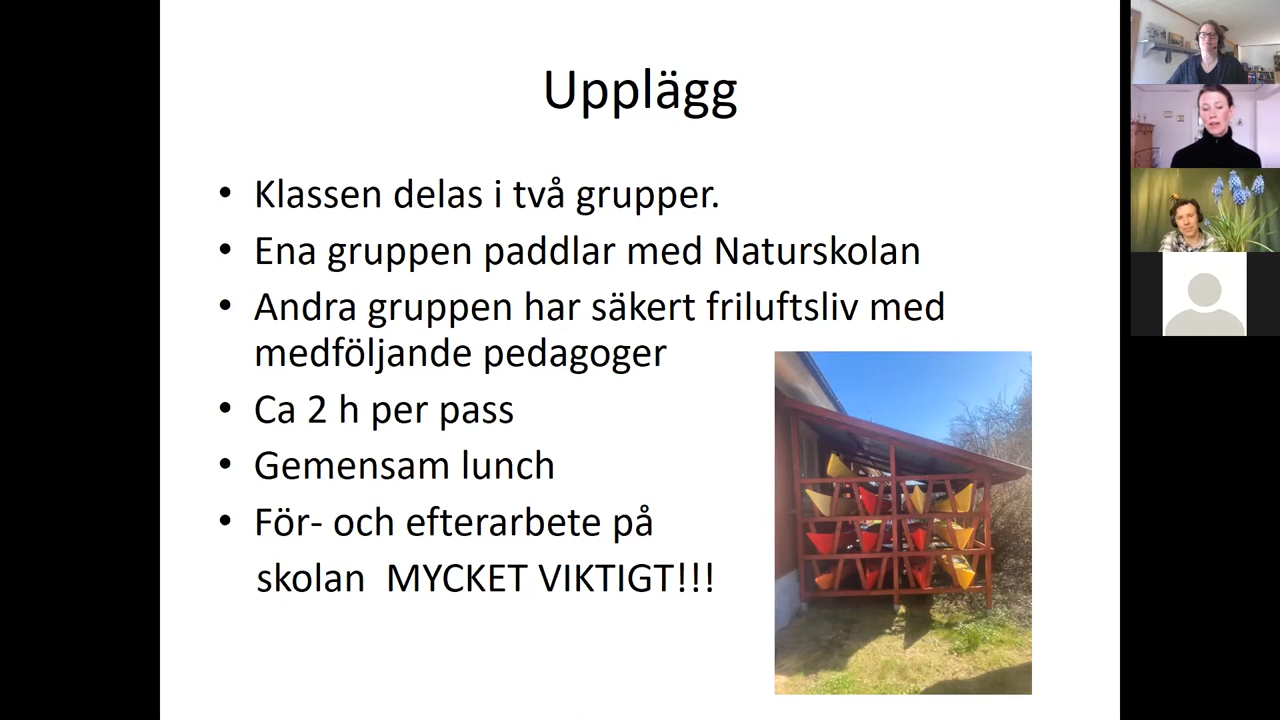 Upplägg
• Klassen delas i två grupper.
• Ena gruppen paddlar med Naturskolan
• Andra gruppen har säkert friluftsliv med
medföljande pedagoger
• Ca 2 h per pass
• Gemensam lunch
• För- och efterarbete på
skolan MYCKET VIKTIGT!!!